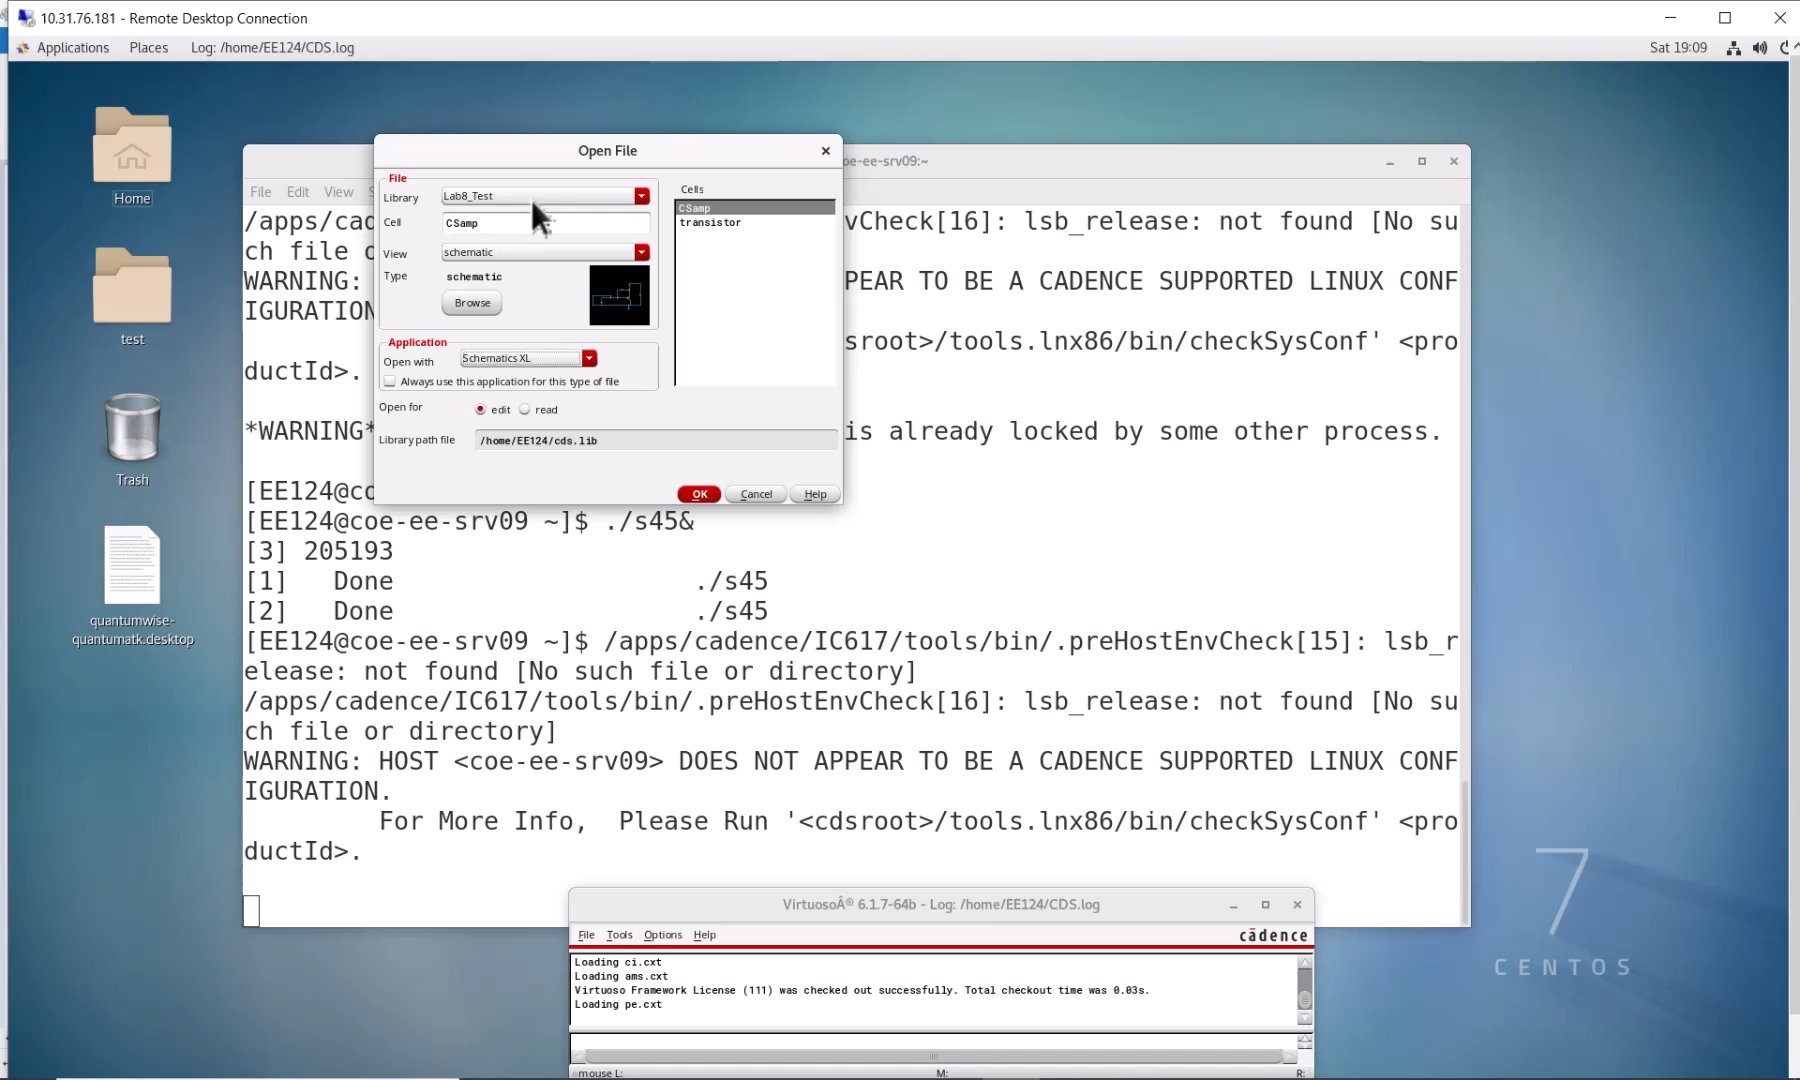 10.31.76.181 - Remote Desktop Connection
Applications Places Log: /home/EE124/CDS.log Sat 19:09
Home
test
Trash
quantumwise-
quantumatk.desktop
oe-ee-srv09:~
File Edit View S
/apps/cad vCheck[16]: lsb_release: not found [No su
ch file o
WARNING: PEAR TO BE A CADENCE SUPPORTED LINUX CONF
IGURATION
sroot>/tools.lnx86/bin/checkSysConf' <pro
ductId>.
*WARNING* is already locked by some other process.
[EE124@co
[EE124@coe-ee-srv09 ~]$ ./s45&
[3] 205193
[1] Done ./s45
[2] Done ./s45
[EE124@coe-ee-srv09 ~]$ /apps/cadence/IC617/tools/bin/.preHostEnvCheck[15]: lsb_r
elease: not found [No such file or directory]
/apps/cadence/IC617/tools/bin/.preHostEnvCheck[16]: lsb_release: not found [No su
ch file or directory]
WARNING: HOST <coe-ee-srv09> DOES NOT APPEAR TO BE A CADENCE SUPPORTED LINUX CONF
IGURATION.
For More Info, Please Run '<cdsroot>/tools.lnx86/bin/checkSysConf' <pro
ductId>.
Open File
File
Library Lab8_Test
Cell CSamp
View schematic
Type schematic
Browse
Cells
CSamp
transistor
Application
Open with Schematics XL
Always use this application for this type of file
Open for edit read
Library path file /home/EE124/cds.lib
OK Cancel Help
VirtuosoÂ® 6.1.7-64b - Log: /home/EE124/CDS.log
File Tools Options Help cādence
Loading ci.cxt
Loading ams.cxt
Virtuoso Framework License (111) was checked out successfully. Total checkout time was 0.03s.
Loading pe.cxt
mouse L: M: R:
7
CENTOS